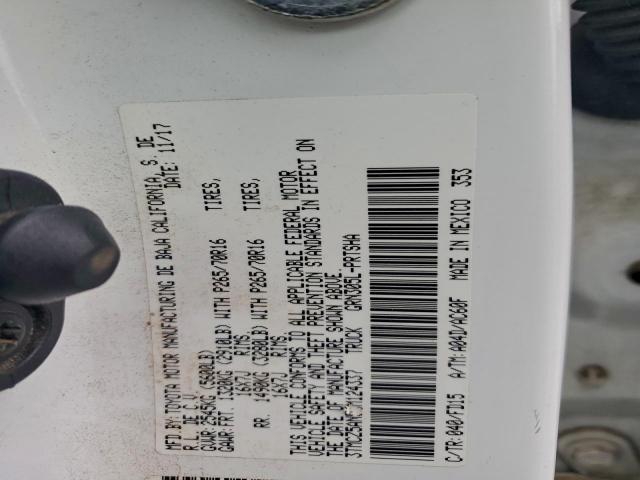 MFD. BY: TOYOTA MOTOR MANUFACTURING DE BAJA CALIFORNIA, S. DE
R.L. DE C.V. DATE: 11/17
GVWR: 2545KG (5600LB)
GAWR: FRT. 1320KG (2910LB) WITH P265/70R16 TIRES,
16X7J RIMS
RR. 1490KG (3280LB) WITH P265/70R16 TIRES,
16X7J RIMS
THIS VEHICLE CONFORMS TO ALL APPLICABLE FEDERAL MOTOR
VEHICLE SAFETY AND THEFT PREVENTION STANDARDS IN EFFECT ON
THE DATE OF MANUFACTURE SHOWN ABOVE.
TRUCK GRN305L-PRTSHA
C/TR: 040/FD15 A/TM: A04D/AC60F MADE IN MEXICO 353